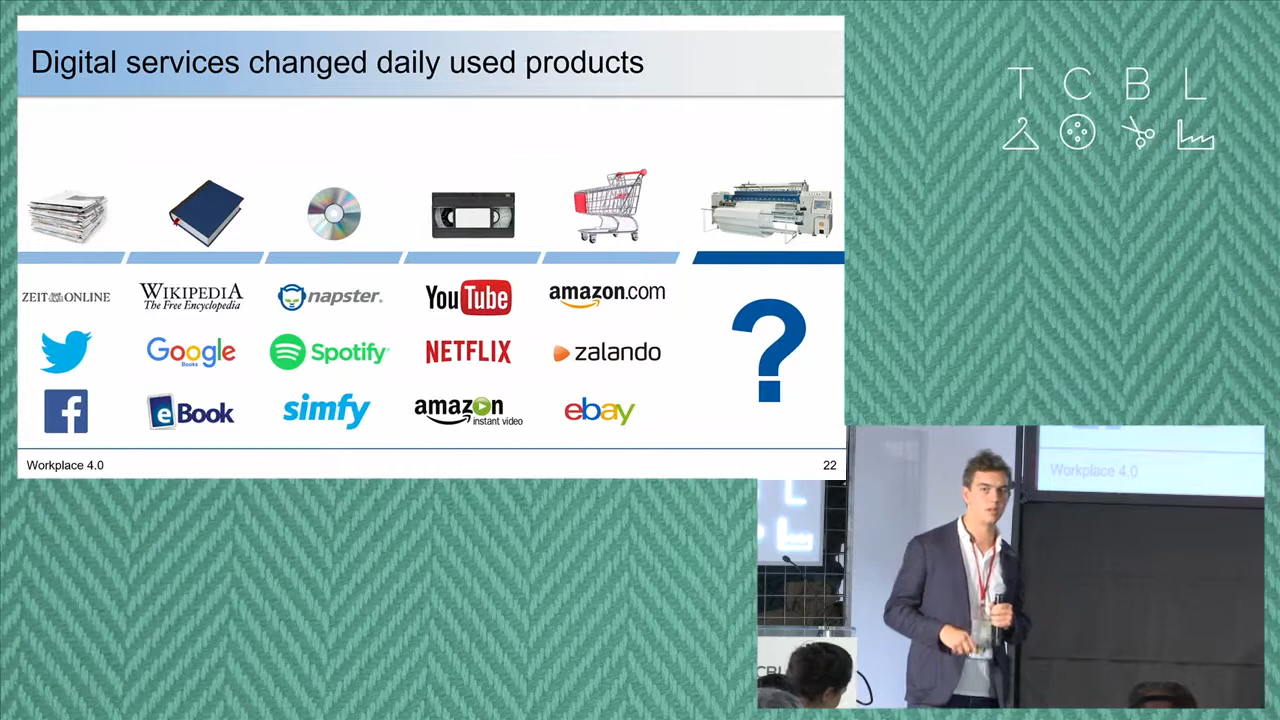 Digital services changed daily used products
T C B L
ZEIT ONLINE
WIKIPEDIA
The Free Encyclopedia
napster.
YouTube
amazon.com
Google
Books
Spotify
NETFLIX
zalando
?
f
eBook
simfy
amazon
instant video
ebay
Workplace 4.0
22
Workplace 4.0
L